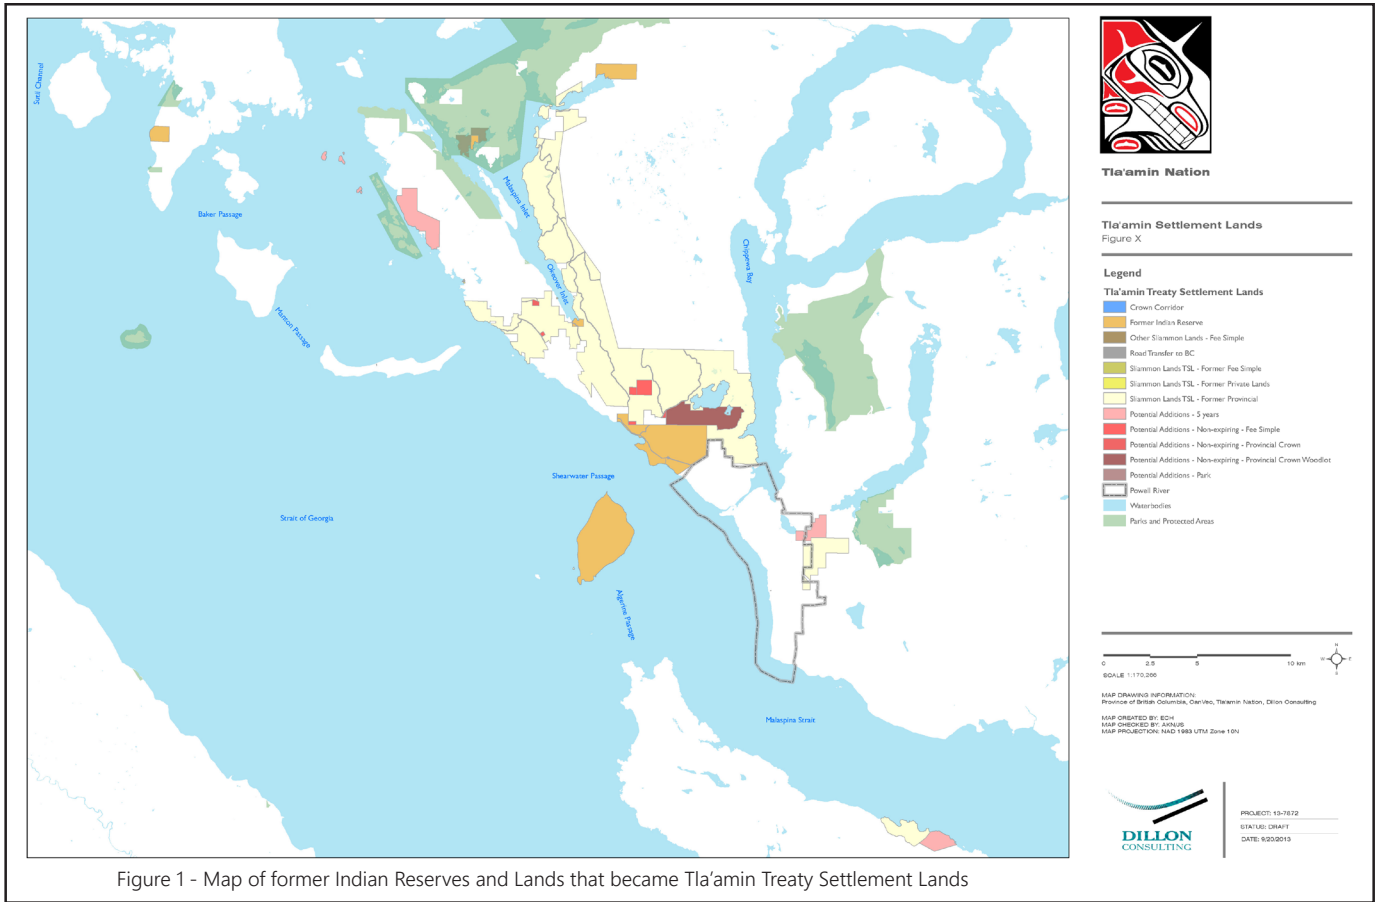 Sutil Channel
Baker Passage
Manson Passage
Malaspina Inlet
Okeover Inlet
Chippewa Bay
Shearwater Passage
Strait of Georgia
Algerine Passage
Malaspina Strait
Tla'amin Nation
Tla'amin Settlement Lands
Figure X
Legend
Tla'amin Treaty Settlement Lands
Crown Corridor
Former Indian Reserve
Other Sliammon Lands - Fee Simple
Road Transfer to BC
Sliammon Lands TSL - Former Fee Simple
Sliammon Lands TSL - Former Private Lands
Sliammon Lands TSL - Former Provincial
Potential Additions - 5 years
Potential Additions - Non-expiring - Fee Simple
Potential Additions - Non-expiring - Provincial Crown
Potential Additions - Non-expiring - Provincial Crown Woodlot
Potential Additions - Park
Powell River
Waterbodies
Parks and Protected Areas
0 2.5 5 10 km
N
W E
S
SCALE 1:170,266
MAP DRAWING INFORMATION:
Province of British Columbia, CanVec, Tla'amin Nation, Dillon Consulting
MAP CREATED BY: ECH
MAP CHECKED BY: AKN/JS
MAP PROJECTION: NAD 1983 UTM Zone 10N
DILLON
CONSULTING
PROJECT: 13-7672
STATUS: DRAFT
DATE: 9/20/2013
Figure 1 - Map of former Indian Reserves and Lands that became Tla'amin Treaty Settlement Lands